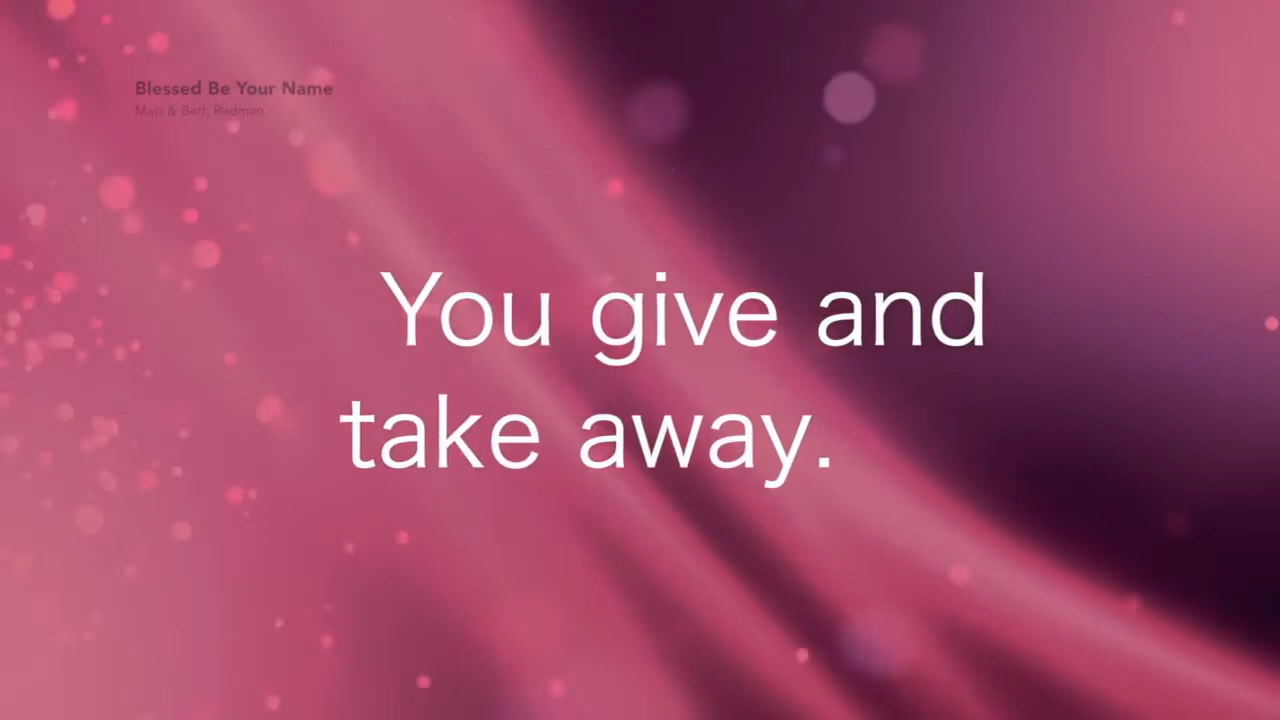 Blessed Be Your Name
Matt & Beth Redman
You give and
take away.